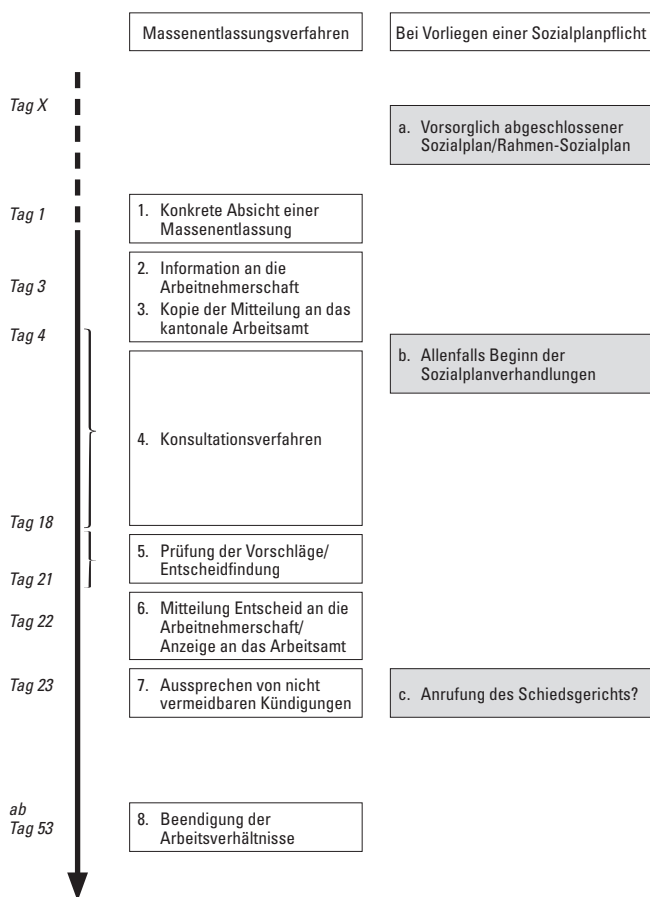 Massenentlassungsverfahren
Bei Vorliegen einer Sozialplanpflicht
Tag X
a. Vorsorglich abgeschlossener
Sozialplan/Rahmen-Sozialplan
Tag 1
1. Konkrete Absicht einer
Massenentlassung
Tag 3
2. Information an die
Arbeitnehmerschaft
3. Kopie der Mitteilung an das
kantonale Arbeitsamt
Tag 4
b. Allenfalls Beginn der
Sozialplanverhandlungen
4. Konsultationsverfahren
Tag 18
5. Prüfung der Vorschläge/
Entscheidfindung
Tag 21
6. Mitteilung Entscheid an die
Arbeitnehmerschaft/
Anzeige an das Arbeitsamt
Tag 22
Tag 23
7. Aussprechen von nicht
vermeidbaren Kündigungen
c. Anrufung des Schiedsgerichts?
ab
Tag 53
8. Beendigung der
Arbeitsverhältnisse